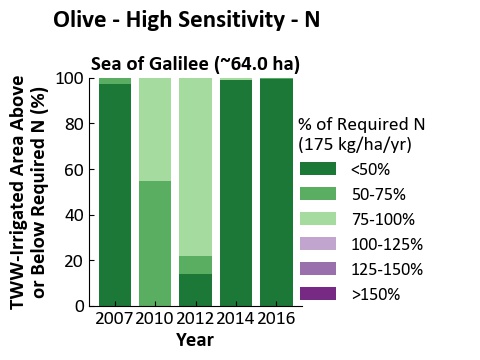 Olive - High Sensitivity - N
Sea of Galilee (~64.0 ha)
TWW-Irrigated Area Above
or Below Required N (%)
100
80
60
40
20
0
2007 2010 2012 2014 2016
Year
% of Required N
(175 kg/ha/yr)
<50%
50-75%
75-100%
100-125%
125-150%
>150%